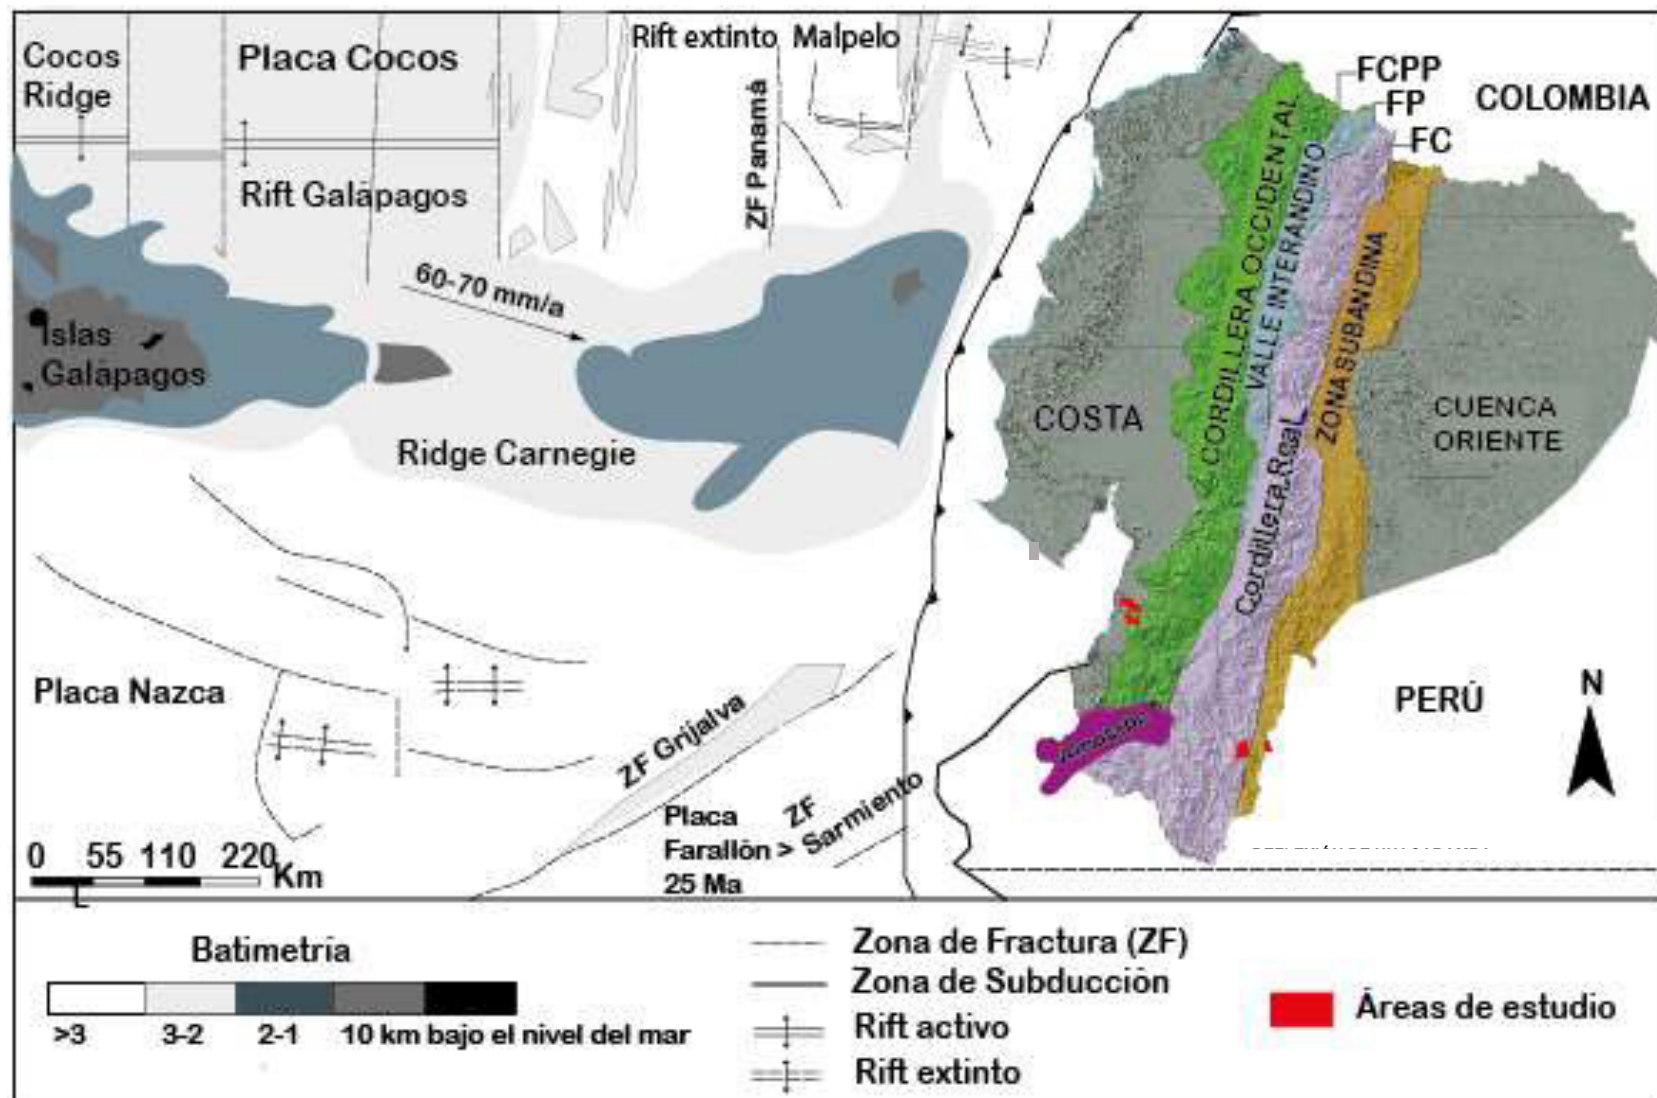 Cocos
Ridge
Placa Cocos
Rift extinto Malpelo
ZF Panamá
Rift Galápagos
60-70 mm/a
Islas
Galápagos
Ridge Carnegie
Placa Nazca
ZF Grijalva
Placa
Farallón >
25 Ma
ZF
Sarmiento
0 55 110 220
Km
FCPP
FP
FC
COLOMBIA
CORDILLERA OCCIDENTAL
VALLE INTERANDINO
Cordillera Real
ZONA SUBANDINA
COSTA
CUENCA
ORIENTE
PERÚ
N
Batimetría
>3 3-2 2-1 10 km bajo el nivel del mar
Zona de Fractura (ZF)
Zona de Subducción
Rift activo
Rift extinto
Áreas de estudio